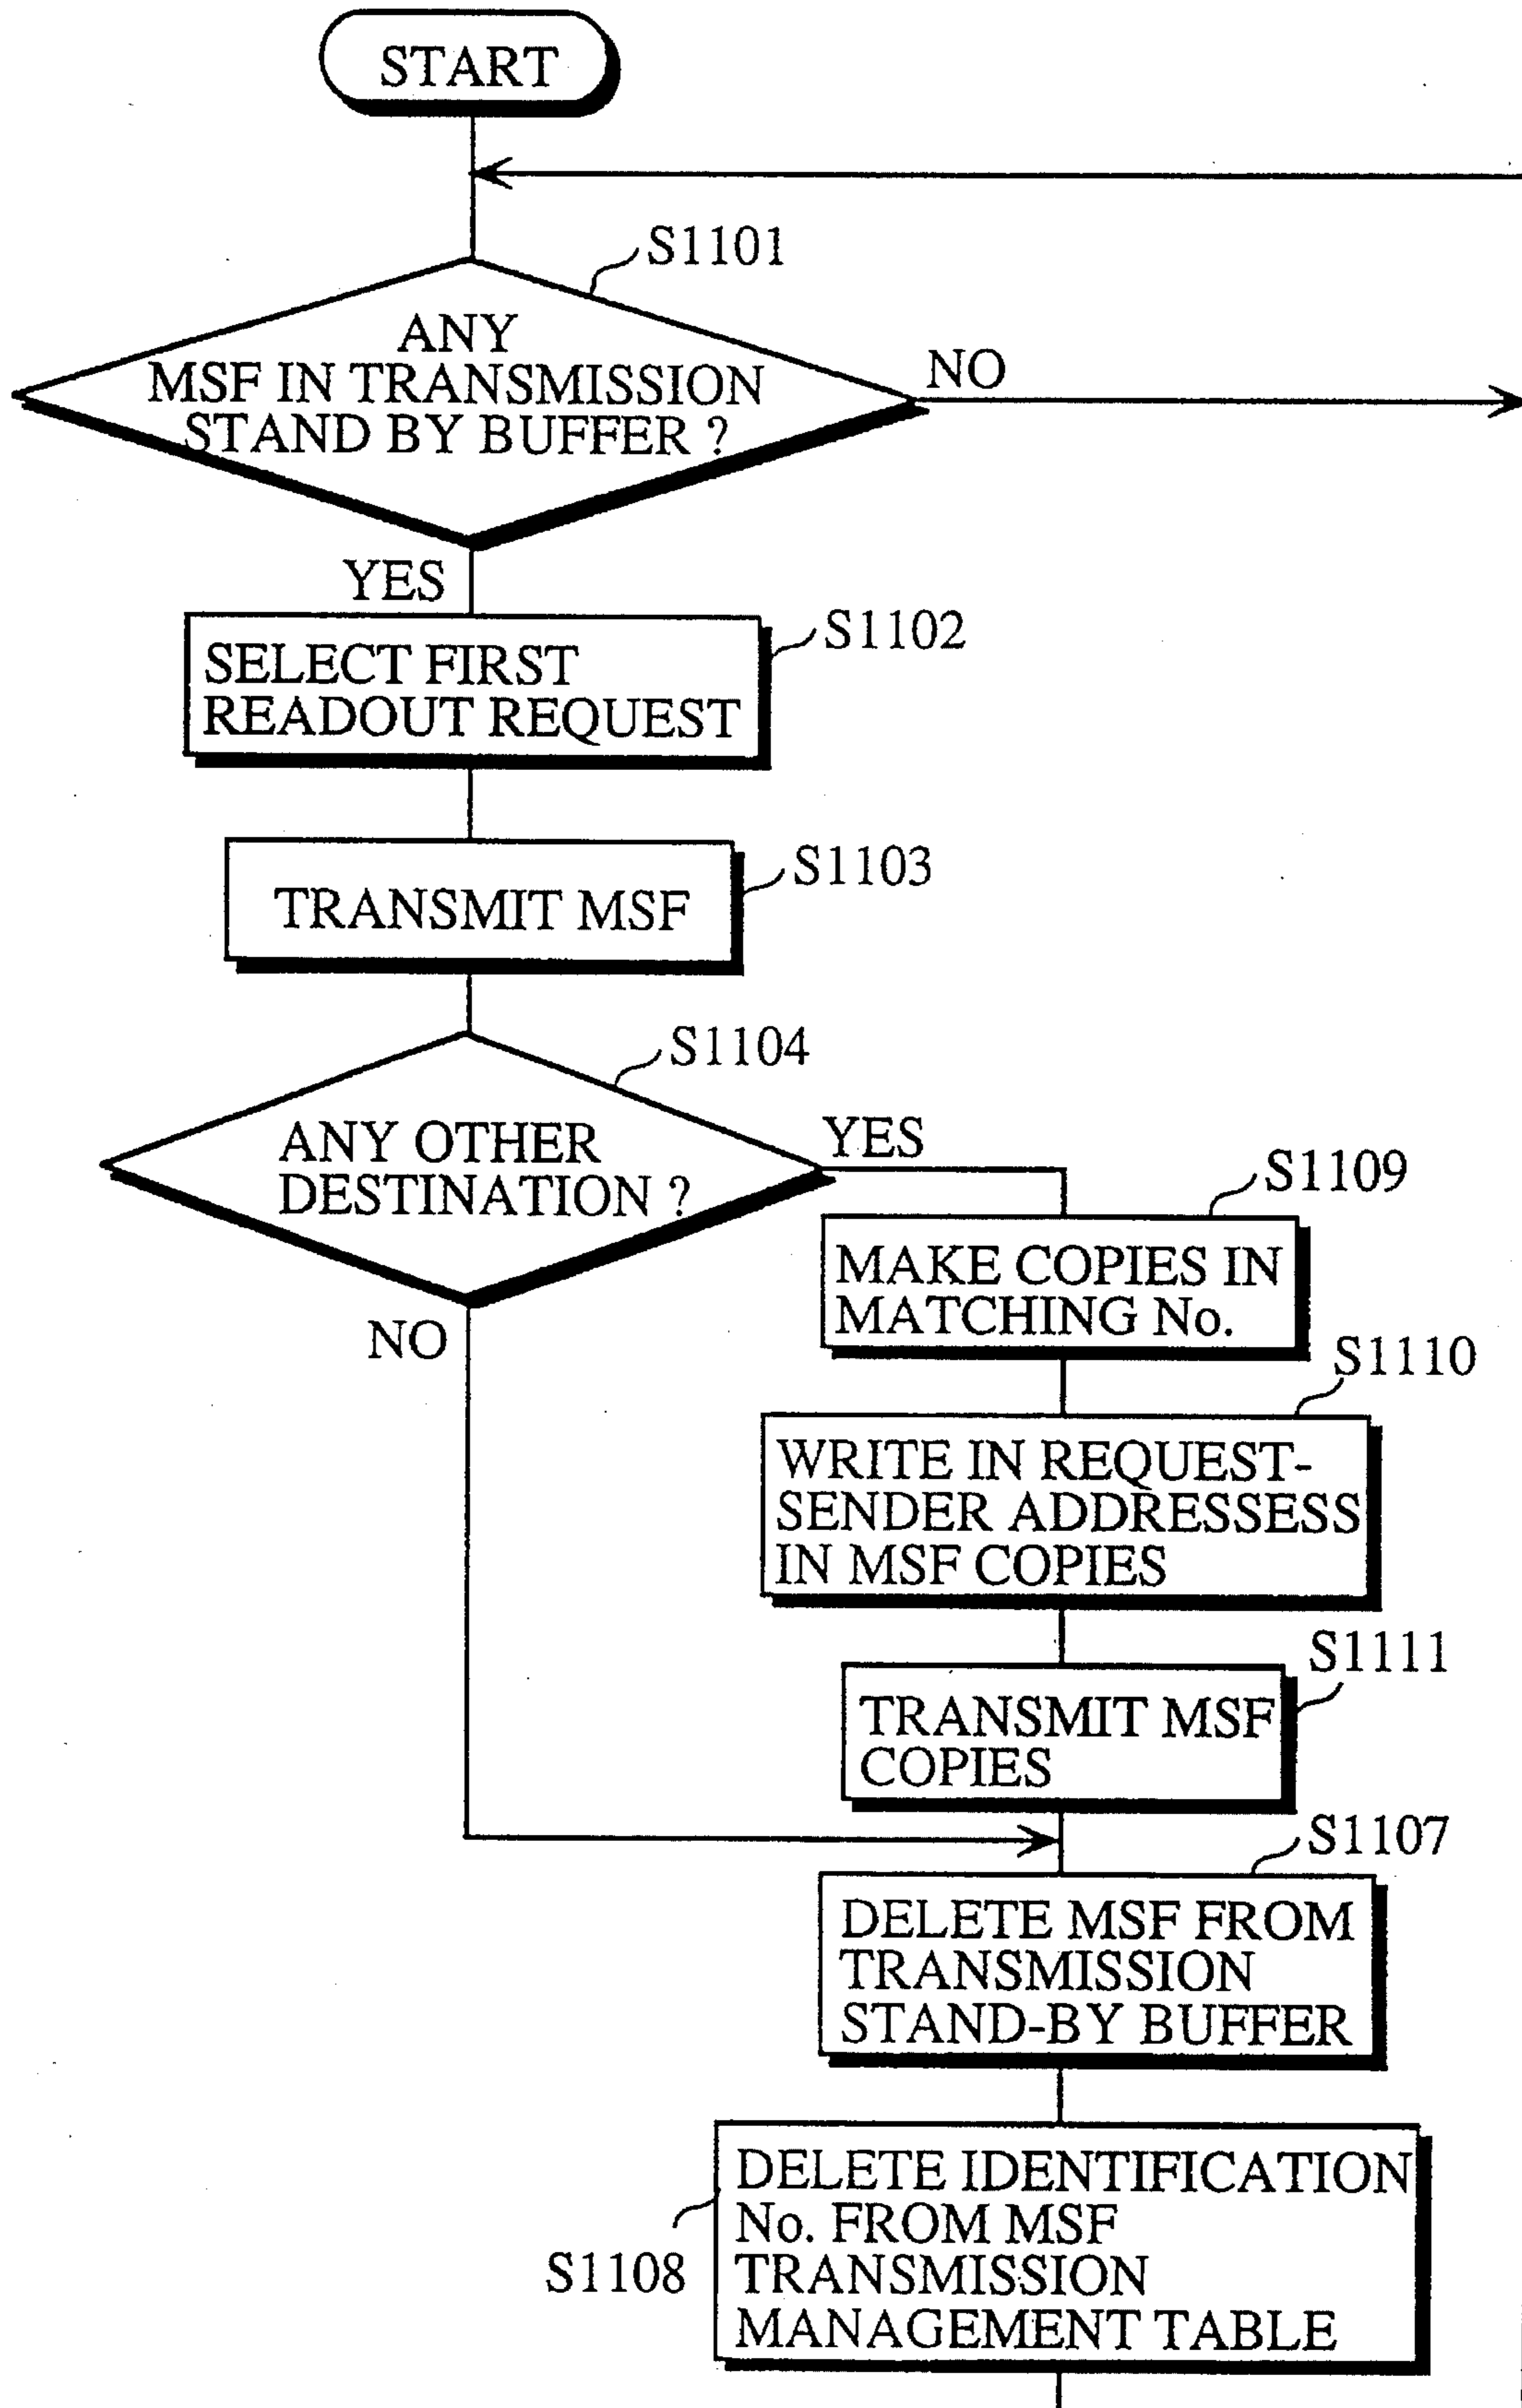 START
S1101
ANY
MSF IN TRANSMISSION
STAND BY BUFFER ?
NO
YES
S1102
SELECT FIRST
READOUT REQUEST
S1103
TRANSMIT MSF
S1104
ANY OTHER
DESTINATION ?
YES
NO
S1109
MAKE COPIES IN
MATCHING No.
S1110
WRITE IN REQUEST-
SENDER ADDRESSESS
IN MSF COPIES
S1111
TRANSMIT MSF
COPIES
S1107
DELETE MSF FROM
TRANSMISSION
STAND-BY BUFFER
S1108
DELETE IDENTIFICATION
No. FROM MSF
TRANSMISSION
MANAGEMENT TABLE